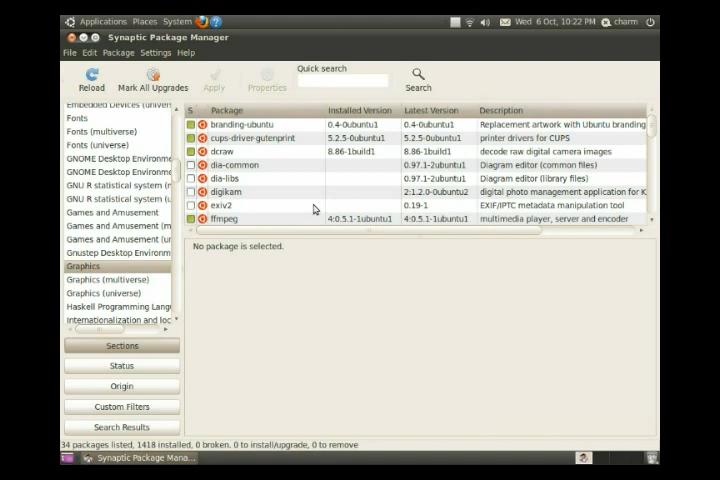 Applications Places System Wed 6 Oct, 10:22 PM charm
Synaptic Package Manager
File Edit Package Settings Help
Quick search
Reload Mark All Upgrades Apply Properties Search
S Package Installed Version Latest Version Description
branding-ubuntu 0.4-0ubuntu1 0.4-0ubuntu1 Replacement artwork with Ubuntu branding
cups-driver-gutenprint 5.2.5-0ubuntu1 5.2.5-0ubuntu1 printer drivers for CUPS
dcraw 8.86-1build1 8.86-1build1 decode raw digital camera images
dia-common 0.97.1-2ubuntu1 Diagram editor (common files)
dia-libs 0.97.1-2ubuntu1 Diagram editor (library files)
digikam 2:1.2.0-0ubuntu2 digital photo management application for K
exiv2 0.19-1 EXIF/IPTC metadata manipulation tool
ffmpeg 4:0.5.1-1ubuntu1 4:0.5.1-1ubuntu1 multimedia player, server and encoder
Embedded Devices (univer
Fonts
Fonts (multiverse)
Fonts (universe)
GNOME Desktop Environme
GNOME Desktop Environme
GNU R statistical system (r
GNU R statistical system (u
Games and Amusement
Games and Amusement (m
Games and Amusement (ur
Gnustep Desktop Environm
Graphics
Graphics (multiverse)
Graphics (universe)
Haskell Programming Lang
Internationalization and loc
No package is selected.
Sections
Status
Origin
Custom Filters
Search Results
34 packages listed, 1418 installed, 0 broken. 0 to install/upgrade, 0 to remove
Synaptic Package Mana...